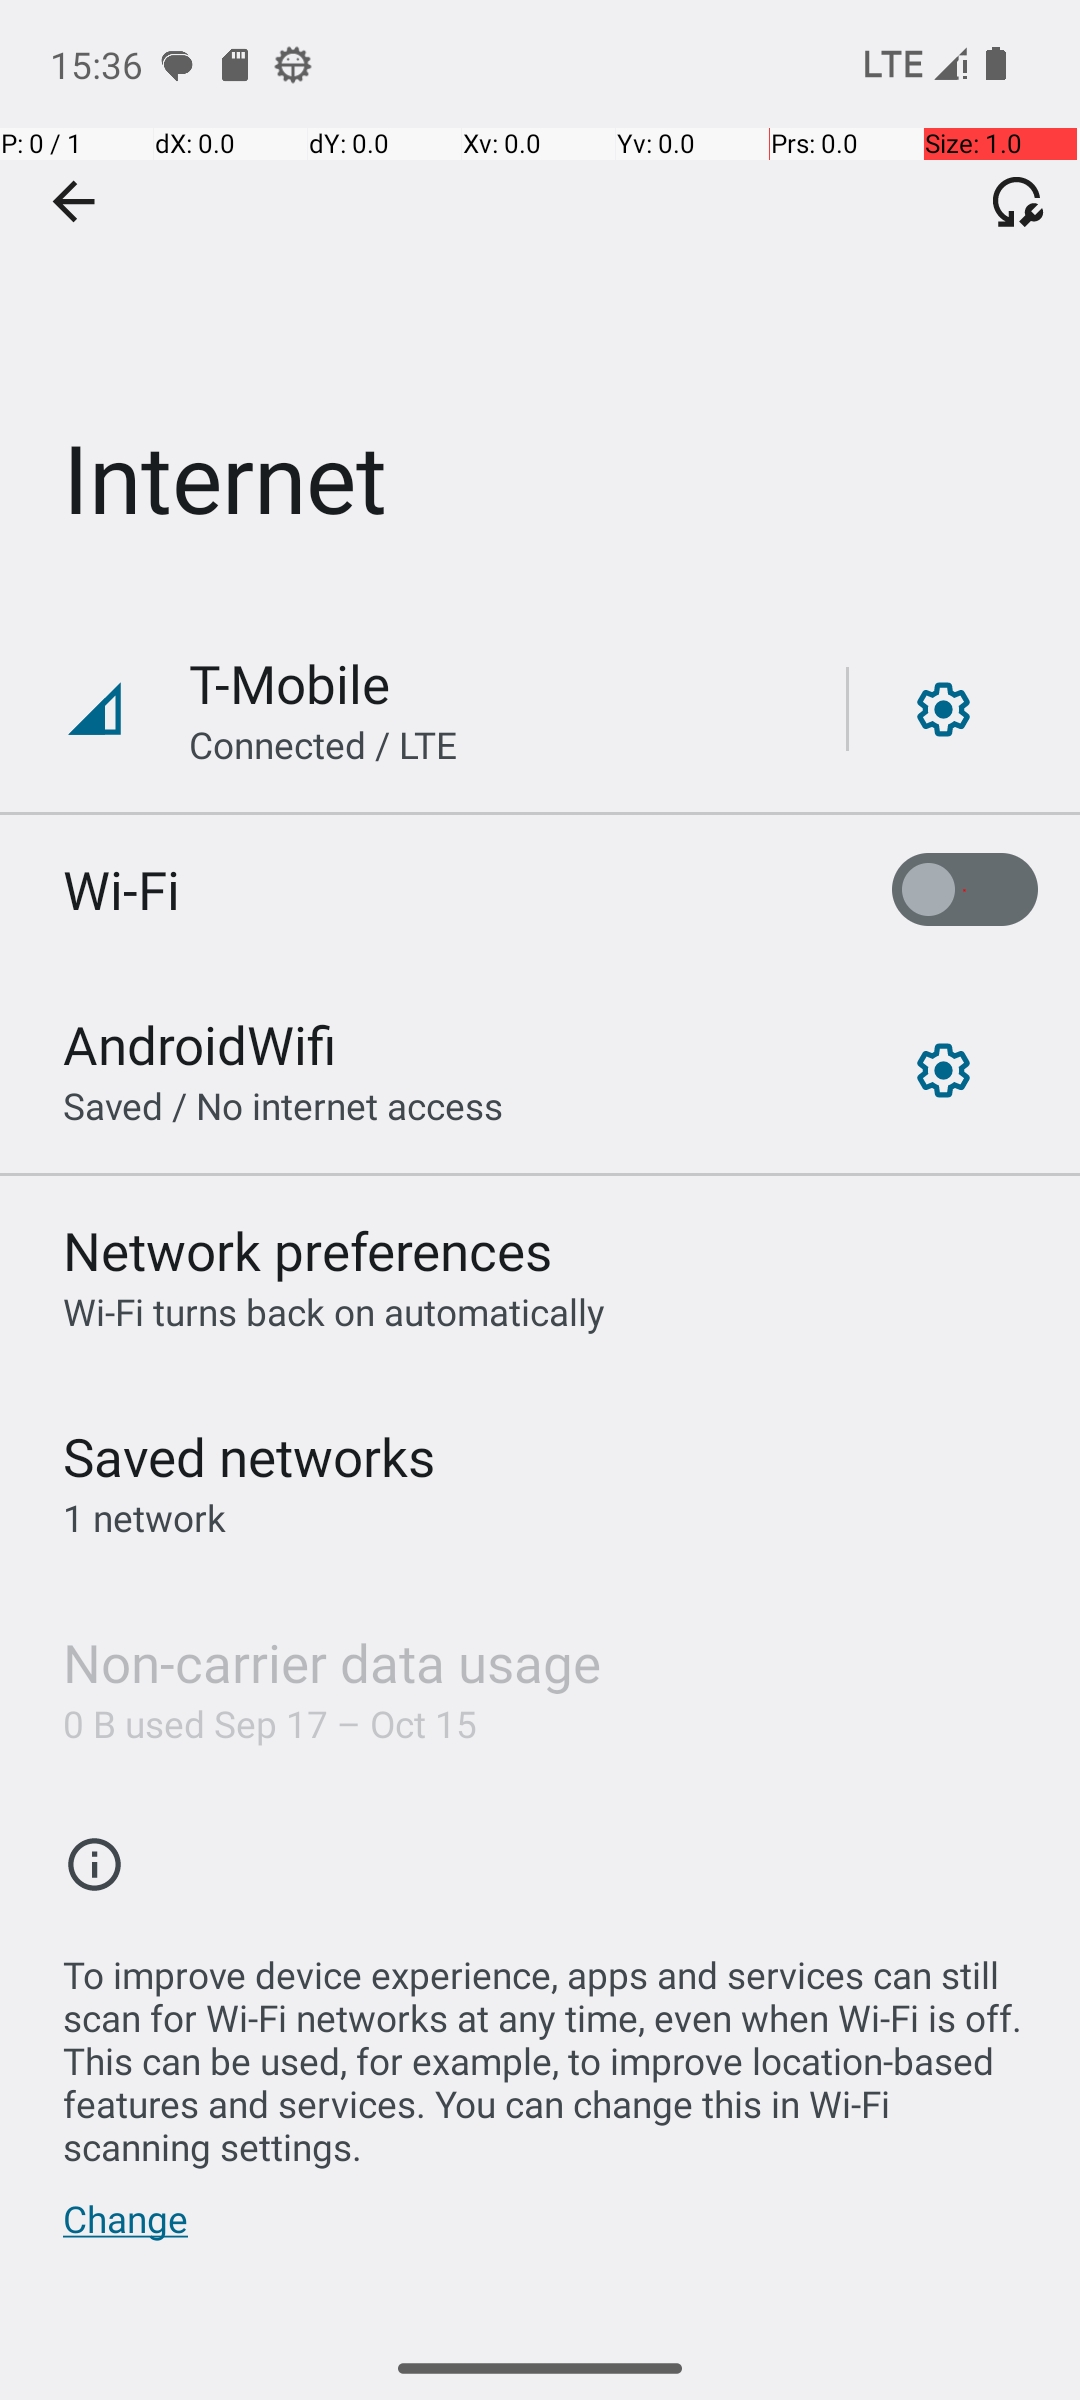 15:36
LTE
P: 0 / 1 dX: 0.0 dY: 0.0 Xv: 0.0 Yv: 0.0 Prs: 0.0 Size: 1.0
Internet
T-Mobile
Connected / LTE
Wi-Fi
AndroidWifi
Saved / No internet access
Network preferences
Wi-Fi turns back on automatically
Saved networks
1 network
Non-carrier data usage
0 B used Sep 17 – Oct 15
To improve device experience, apps and services can still
scan for Wi-Fi networks at any time, even when Wi-Fi is off.
This can be used, for example, to improve location-based
features and services. You can change this in Wi-Fi
scanning settings.
Change